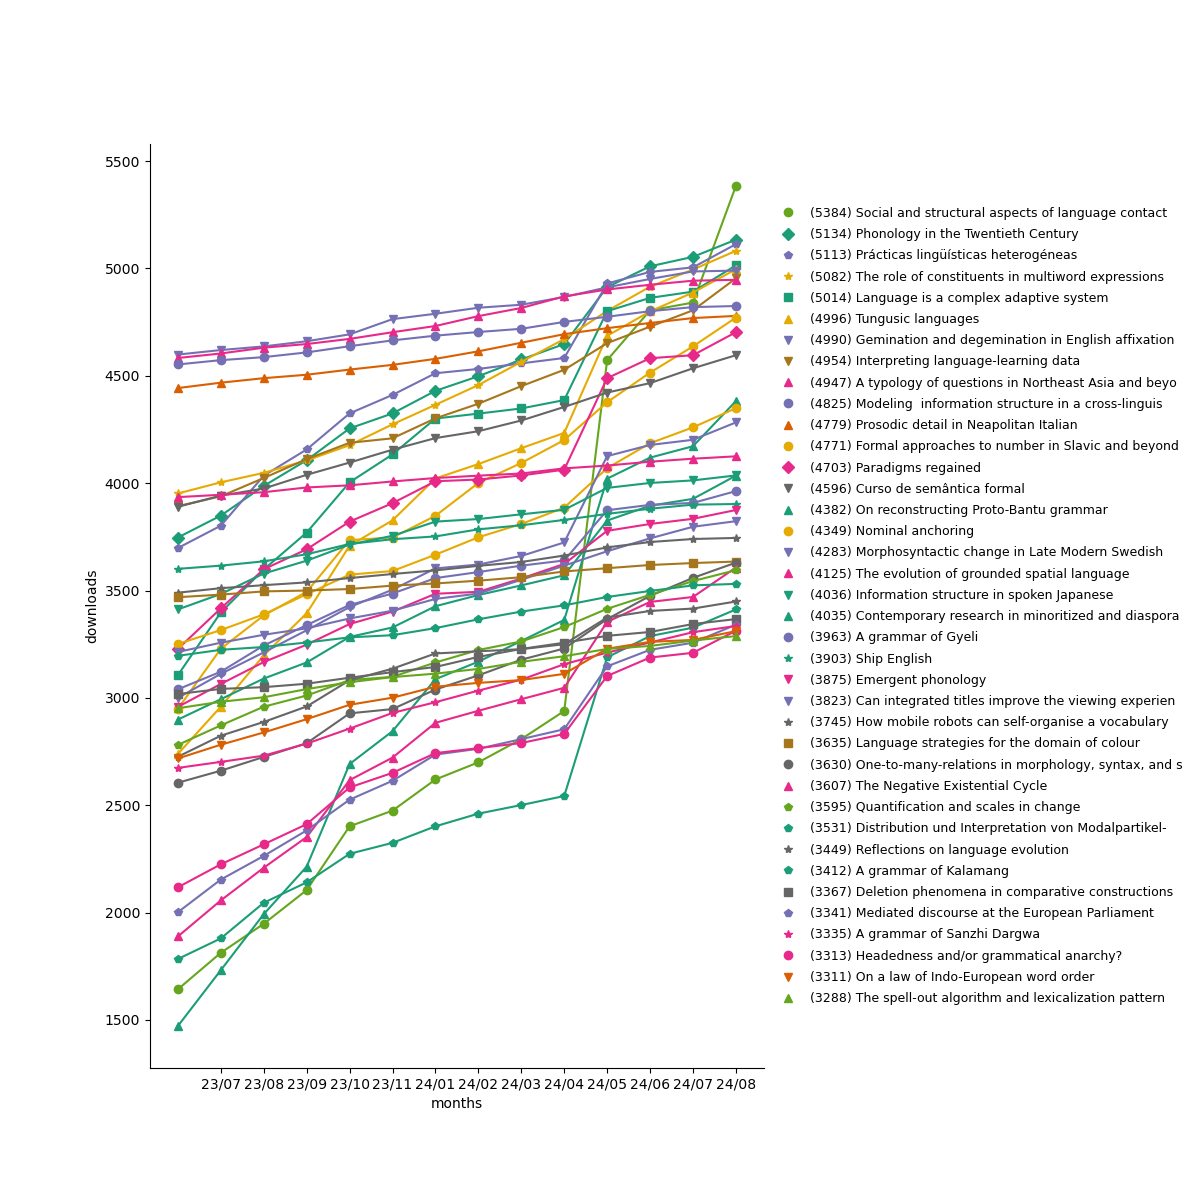 5500
5000
4500
4000
3500
3000
2500
2000
1500
downloads
23/07 23/08 23/09 23/10 23/11 24/01 24/02 24/03 24/04 24/05 24/06 24/07 24/08
months
(5384) Social and structural aspects of language contact
(5134) Phonology in the Twentieth Century
(5113) Prácticas lingüísticas heterogéneas
(5082) The role of constituents in multiword expressions
(5014) Language is a complex adaptive system
(4996) Tungusic languages
(4990) Gemination and degemination in English affixation
(4954) Interpreting language-learning data
(4947) A typology of questions in Northeast Asia and beyo
(4825) Modeling  information structure in a cross-linguis
(4779) Prosodic detail in Neapolitan Italian
(4771) Formal approaches to number in Slavic and beyond
(4703) Paradigms regained
(4596) Curso de semântica formal
(4382) On reconstructing Proto-Bantu grammar
(4349) Nominal anchoring
(4283) Morphosyntactic change in Late Modern Swedish
(4125) The evolution of grounded spatial language
(4036) Information structure in spoken Japanese
(4035) Contemporary research in minoritized and diaspora
(3963) A grammar of Gyeli
(3903) Ship English
(3875) Emergent phonology
(3823) Can integrated titles improve the viewing experien
(3745) How mobile robots can self-organise a vocabulary
(3635) Language strategies for the domain of colour
(3630) One-to-many-relations in morphology, syntax, and s
(3607) The Negative Existential Cycle
(3595) Quantification and scales in change
(3531) Distribution und Interpretation von Modalpartikel-
(3449) Reflections on language evolution
(3412) A grammar of Kalamang
(3367) Deletion phenomena in comparative constructions
(3341) Mediated discourse at the European Parliament
(3335) A grammar of Sanzhi Dargwa
(3313) Headedness and/or grammatical anarchy?
(3311) On a law of Indo-European word order
(3288) The spell-out algorithm and lexicalization pattern